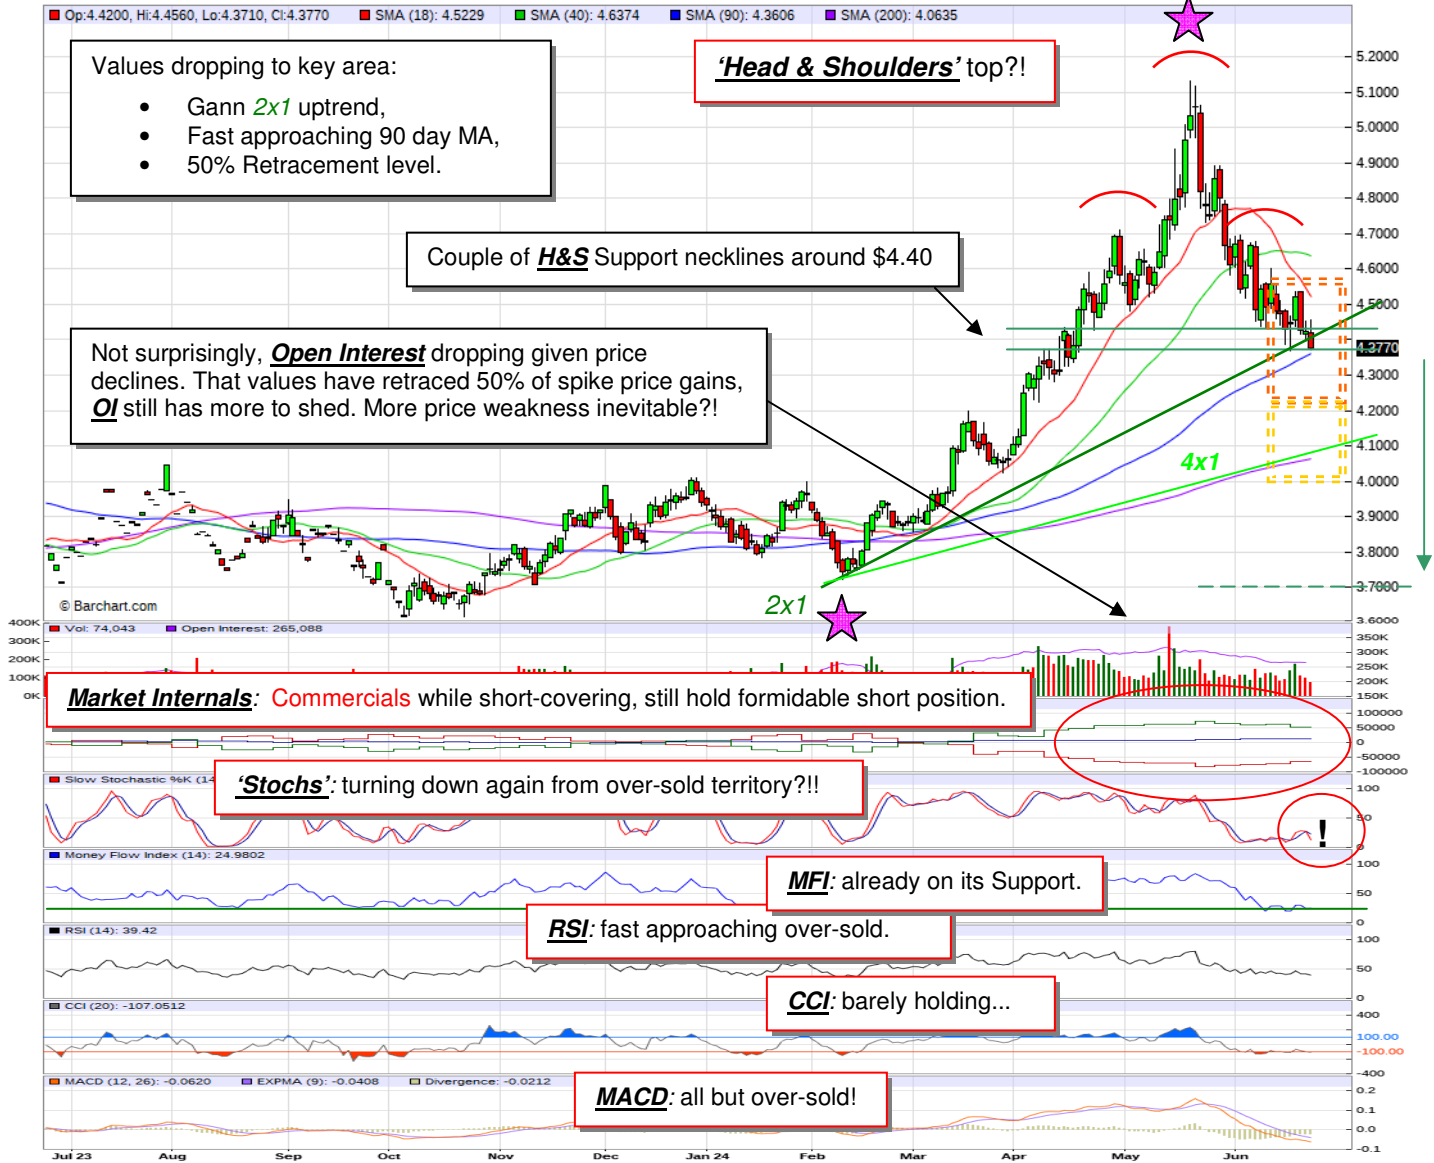 Op:4.4200, Hi:4.4560, Lo:4.3710, Cl:4.3770 SMA (18): 4.5229 SMA (40): 4.6374 SMA (90): 4.3606 SMA (200): 4.0635
Values dropping to key area:
• Gann 2x1 uptrend,
• Fast approaching 90 day MA,
• 50% Retracement level.
'Head & Shoulders' top?!
5.2000
5.1000
5.0000
4.9000
4.8000
4.7000
4.6000
4.5000
4.3770
4.3000
4.2000
4.1000
4.0000
3.9000
3.8000
3.7000
3.6000
Couple of H&S Support necklines around $4.40
Not surprisingly, Open Interest dropping given price
declines. That values have retraced 50% of spike price gains,
OI still has more to shed. More price weakness inevitable?!
4x1
2x1
© Barchart.com
Vol: 74,043 Open Interest: 265,088
400K
300K
200K
100K
0K
350K
300K
250K
200K
150K
Market Internals: Commercials while short-covering, still hold formidable short position.
100000
50000
0
-50000
-100000
Slow Stochastic %K (14
'Stochs': turning down again from over-sold territory?!!
100
50
0
!
Money Flow Index (14): 24.9802
MFI: already on its Support.
100
50
0
RSI (14): 39.42
RSI: fast approaching over-sold.
100
50
0
CCI (20): -107.0512
CCI: barely holding...
400
100.00
-100.00
-400
MACD (12, 26): -0.0620 EXPMA (9): -0.0408 Divergence: -0.0212
MACD: all but over-sold!
0.2
0.1
0.0
-0.1
Jul 23 Aug Sep Oct Nov Dec Jan 24 Feb Mar Apr May Jun